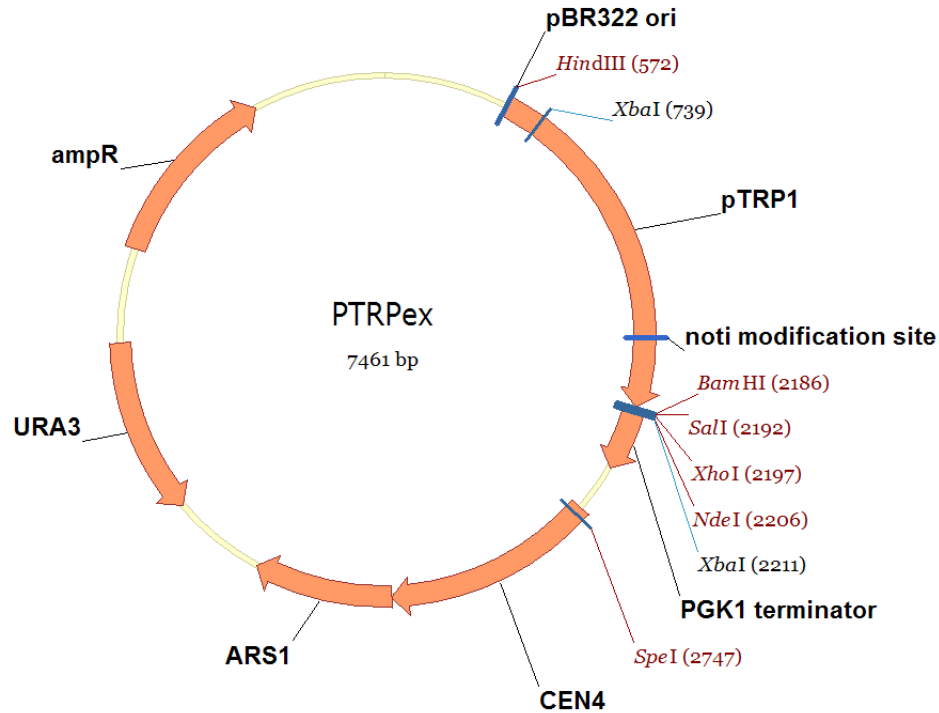 pBR322 ori
HindIII (572)
XbaI (739)
ampR
pTRP1
PTRPex
7461 bp
noti modification site
BamHI (2186)
SalI (2192)
XhoI (2197)
NdeI (2206)
XbaI (2211)
PGK1 terminator
URA3
SpeI (2747)
ARS1
CEN4